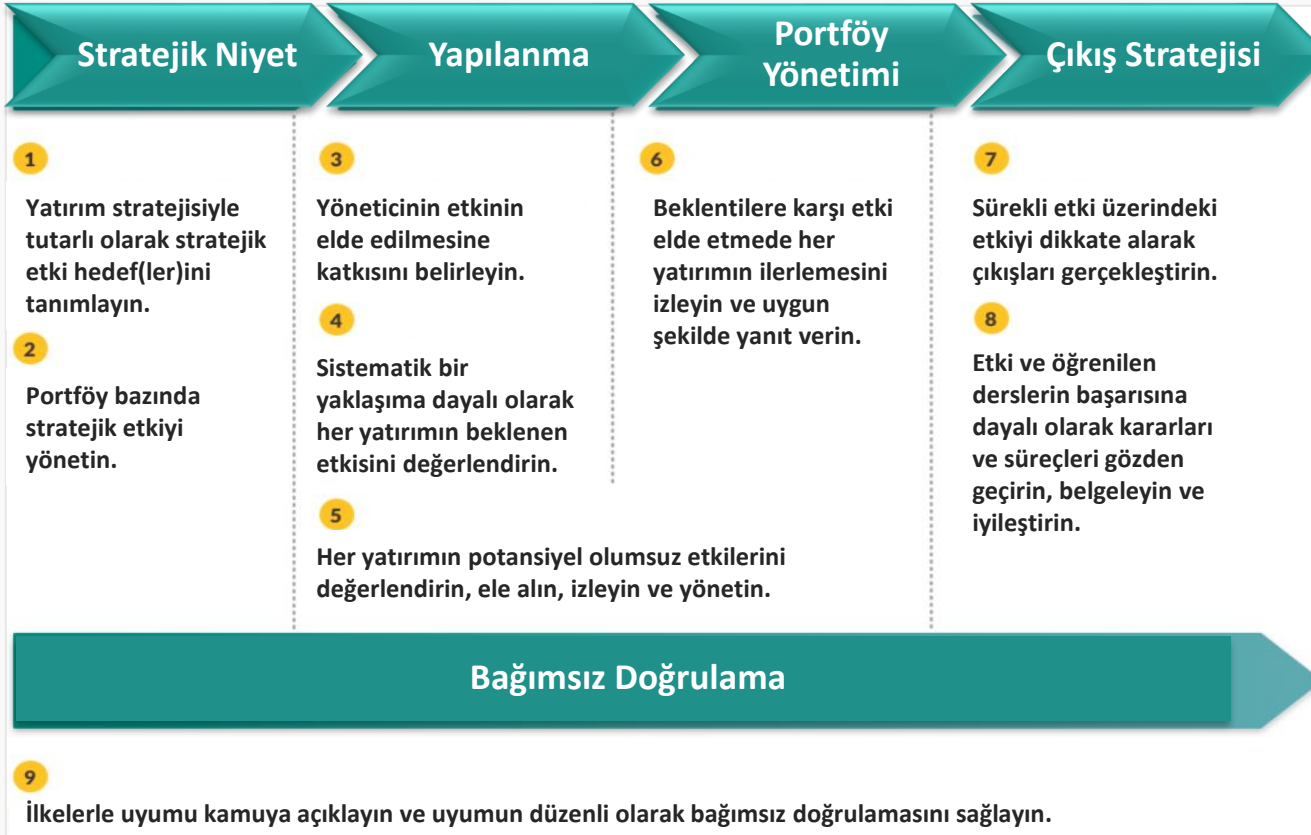 Stratejik Niyet
Yapılanma
Portföy
Yönetimi
Çıkış Stratejisi
1
Yatırım stratejisiyle
tutarlı olarak stratejik
etki hedef(ler)ini
tanımlayın.
2
Portföy bazında
stratejik etkiyi
yönetin.
3
Yöneticinin etkinin
elde edilmesine
katkısını belirleyin.
4
Sistematik bir
yaklaşıma dayalı olarak
her yatırımın beklenen
etkisini değerlendirin.
5
Her yatırımın potansiyel olumsuz etkilerini
değerlendirin, ele alın, izleyin ve yönetin.
6
Beklentilere karşı etki
elde etmede her
yatırımın ilerlemesini
izleyin ve uygun
şekilde yanıt verin.
7
Sürekli etki üzerindeki
etkiyi dikkate alarak
çıkışları gerçekleştirin.
8
Etki ve öğrenilen
derslerin başarısına
dayalı olarak kararları
ve süreçleri gözden
geçirin, belgeleyin ve
iyileştirin.
Bağımsız Doğrulama
9
İlkelerle uyumu kamuya açıklayın ve uyumun düzenli olarak bağımsız doğrulamasını sağlayın.